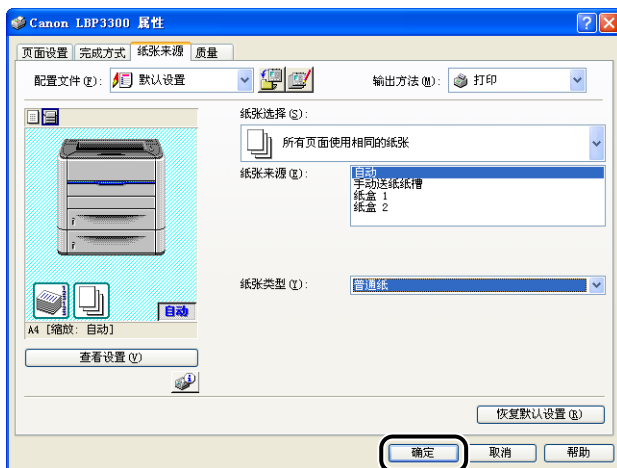 Canon LBP3300 属性
页面设置 完成方式 纸张来源 质量
配置文件(F): 默认设置 输出方法(M): 打印
纸张选择(S):
所有页面使用相同的纸张
纸张来源(E):
自动
手动送纸纸槽
纸盒 1
纸盒 2
纸张类型(Y):
普通纸
自动
A4 [缩放: 自动]
查看设置(V)
恢复默认设置(R)
确定 取消 帮助